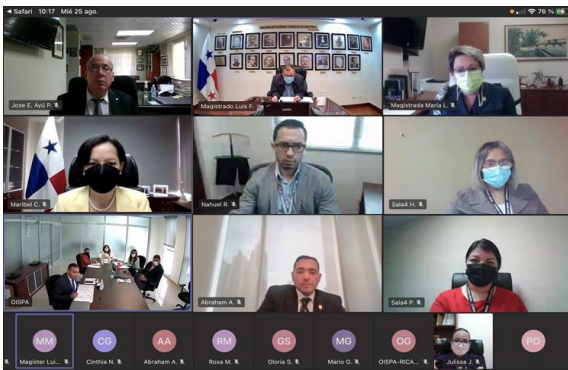 ◄ Safari 10:17 Mié 25 ago.
76 %
Jose E. Ayú P.
Magistrado Luis F.
Magistrada María L.
Maribel C.
Nahuel R.
Sala4 H.
OISPA
Abraham A.
Sala4 P.
MM
CG
AA
RM
GS
MG
OG
PO
Magister Lui...
Cinthia N.
Abraham A.
Rosa M.
Gloria S.
Mario G.
OISPA-RICA...
Julissa J.